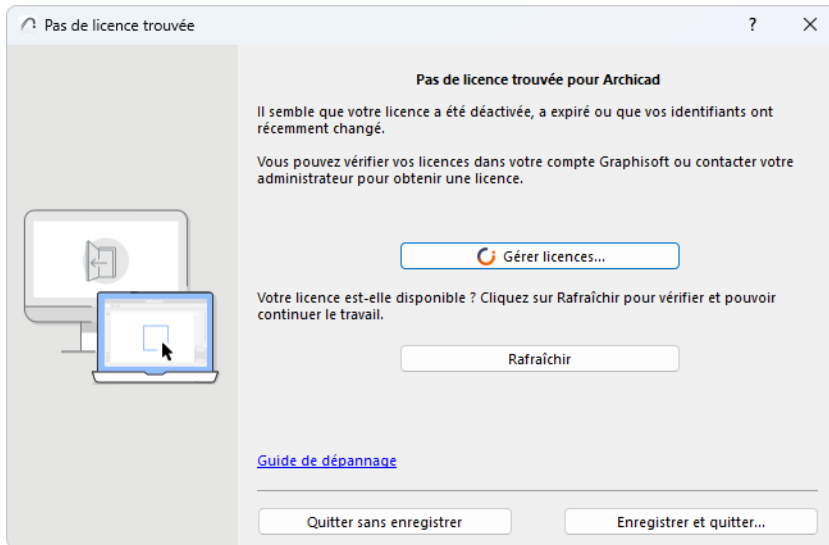 Pas de licence trouvée
?
Pas de licence trouvée pour Archicad
Il semble que votre licence a été déactivée, a expiré ou que vos identifiants ont
récemment changé.
Vous pouvez vérifier vos licences dans votre compte Graphisoft ou contacter votre
administrateur pour obtenir une licence.
Gérer licences...
Votre licence est-elle disponible ? Cliquez sur Rafraîchir pour vérifier et pouvoir
continuer le travail.
Rafraîchir
Guide de dépannage
Quitter sans enregistrer
Enregistrer et quitter...